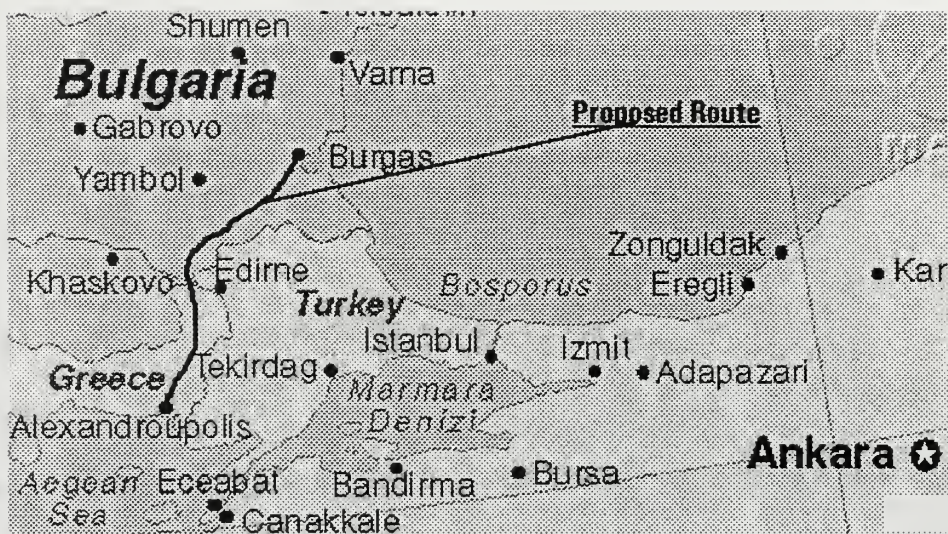 Shumen
Varna
Bulgaria
Proposed Route
Gabrovo
Burgas
Yambol
Zonguldak
Khaskovo
Edirne
Bosporus
Eregli
Kar
Turkey
Istanbul
Izmit
Greece
Tekirdag
Marmara
Denizi
Adapazari
Alexandroúpolis
Ankara
Aegean
Sea
Eceabat
Bandirma
Bursa
Canakkale